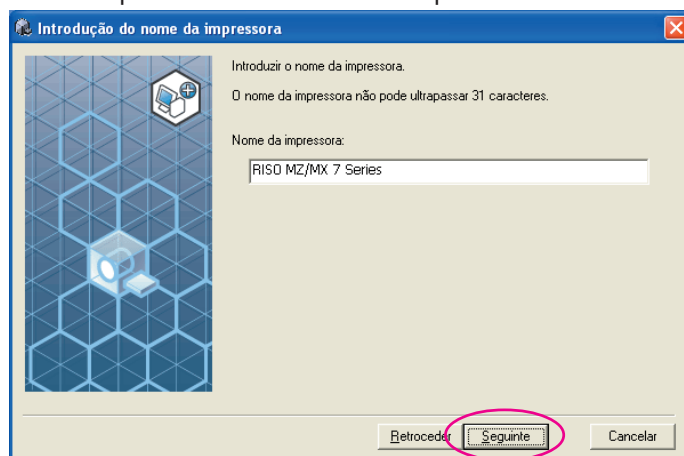 Introdução do nome da impressora
Introduzir o nome da impressora.
O nome da impressora não pode ultrapassar 31 caracteres.
Nome da impressora:
RISO MZ/MX 7 Series
Retroceder
Seguinte
Cancelar